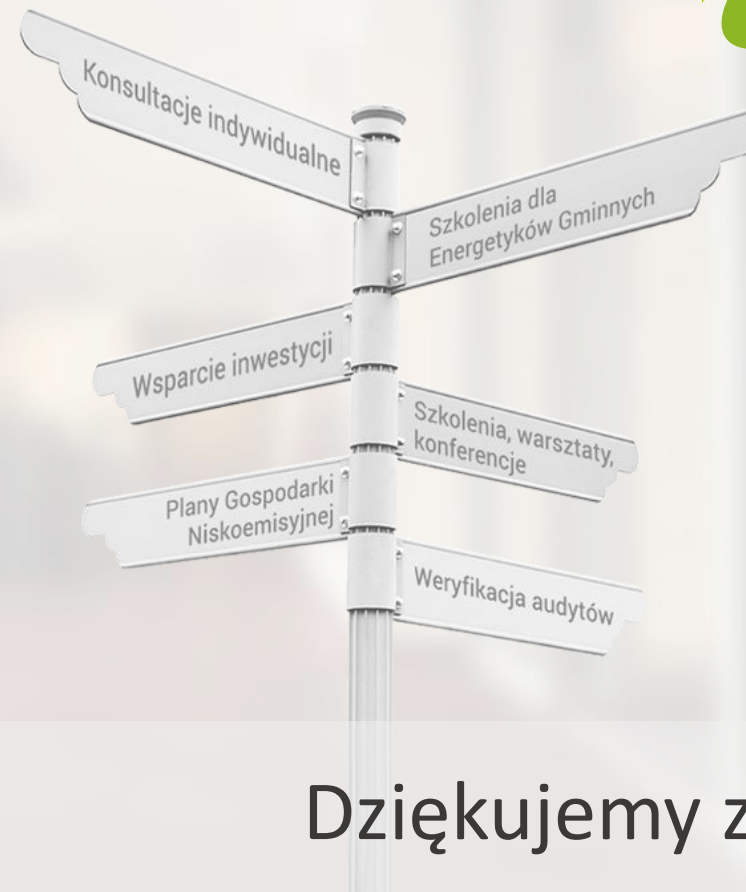 Konsultacje indywidualne
Szkolenia dla
Energetyków Gminnych
Wsparcie inwestycji
Szkolenia, warsztaty,
konferencje
Plany Gospodarki
Niskoemisyjnej
Weryfikacja audytów
Dziękujemy z